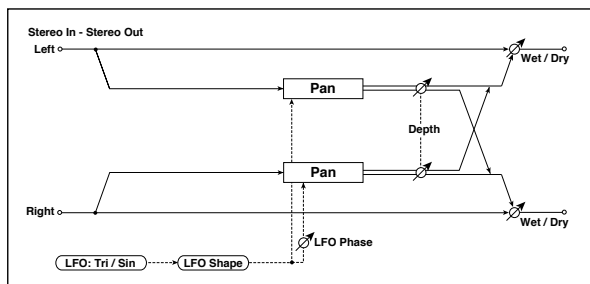 Stereo In - Stereo Out
Left
Wet / Dry
Pan
Depth
Pan
Right
Wet / Dry
LFO Phase
LFO: Tri / Sin
LFO Shape